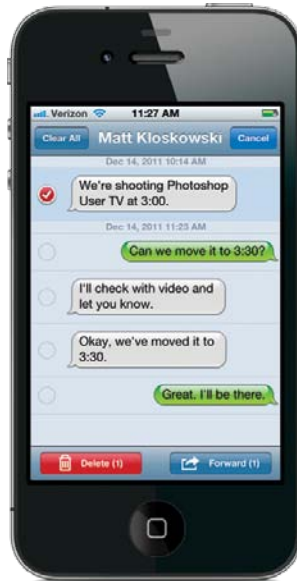 Verizon 11:27 AM
Clear All Matt Kloskowski Cancel
Dec 14, 2011 10:14 AM
We're shooting Photoshop
User TV at 3:00.
Dec 14, 2011 11:23 AM
Can we move it to 3:30?
I'll check with video and
let you know.
Okay, we've moved it to
3:30.
Great. I'll be there.
Delete (1) Forward (1)